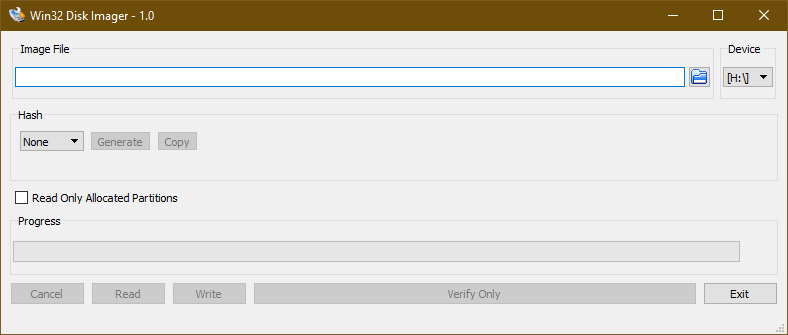 Win32 Disk Imager - 1.0
Image File
Device
[H:\]
Hash
None
Generate
Copy
Read Only Allocated Partitions
Progress
Cancel
Read
Write
Verify Only
Exit